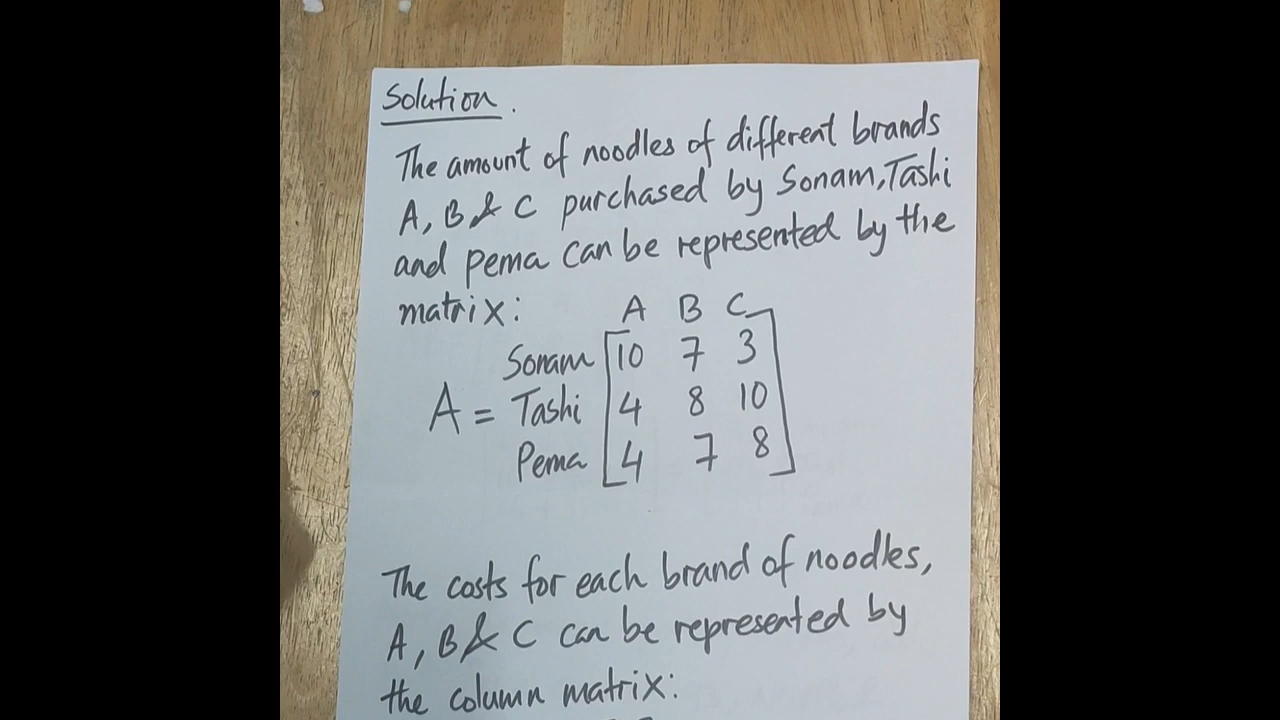 Solution.
The amount of noodles of different brands
A, B & C purchased by Sonam, Tashi
and Pema can be represented by the
matrix:
A B C
Sonam 10 7 3
A = Tashi 4 8 10
Pema 4 7 8
The costs for each brand of noodles,
A, B & C can be represented by
the column matrix: